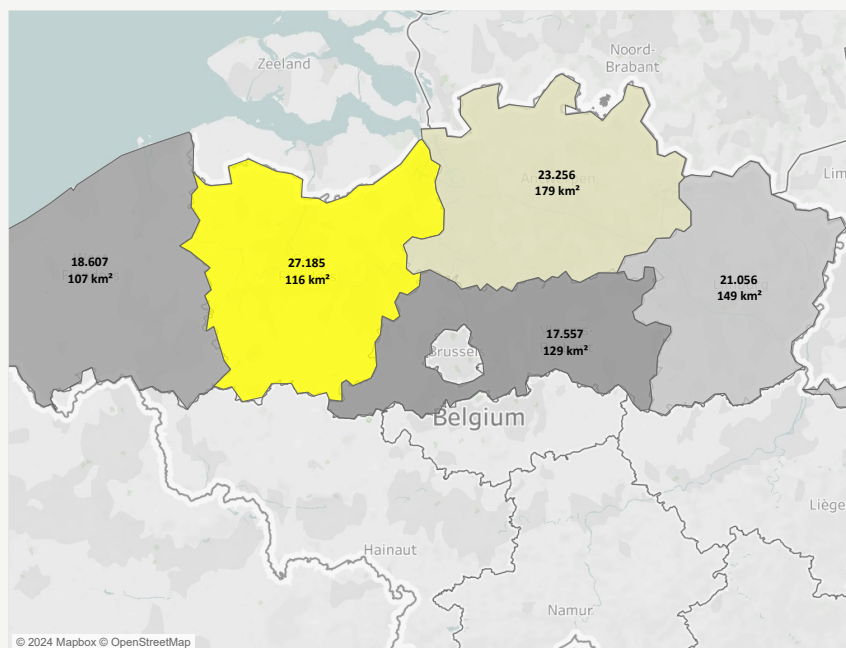 Zeeland
Noord-
Brabant
23.256
179 km²
Lim
18.607
107 km²
27.185
116 km²
21.056
149 km²
17.557
129 km²
Brussel
Belgium
Liège
Hainaut
Namur
© 2024 Mapbox © OpenStreetMap